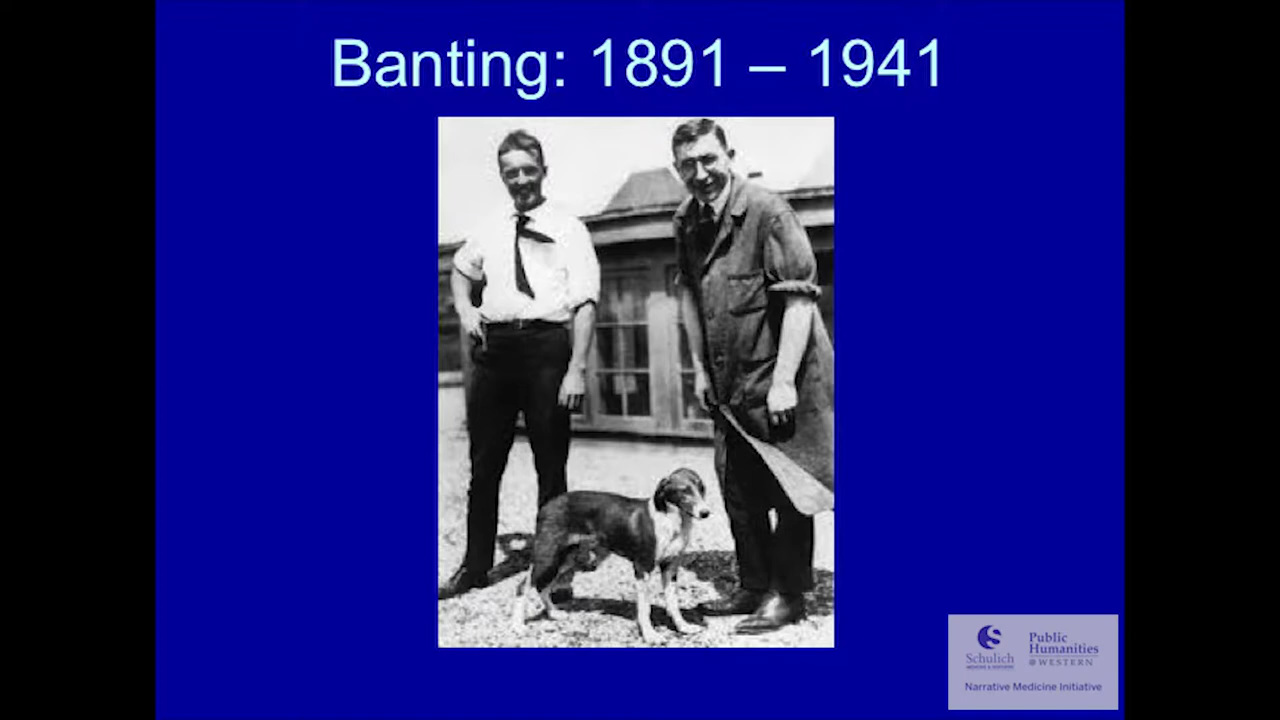 Banting: 1891 – 1941
Schulich
MEDICINE & DENTISTRY
Public
Humanities
@WESTERN
Narrative Medicine Initiative